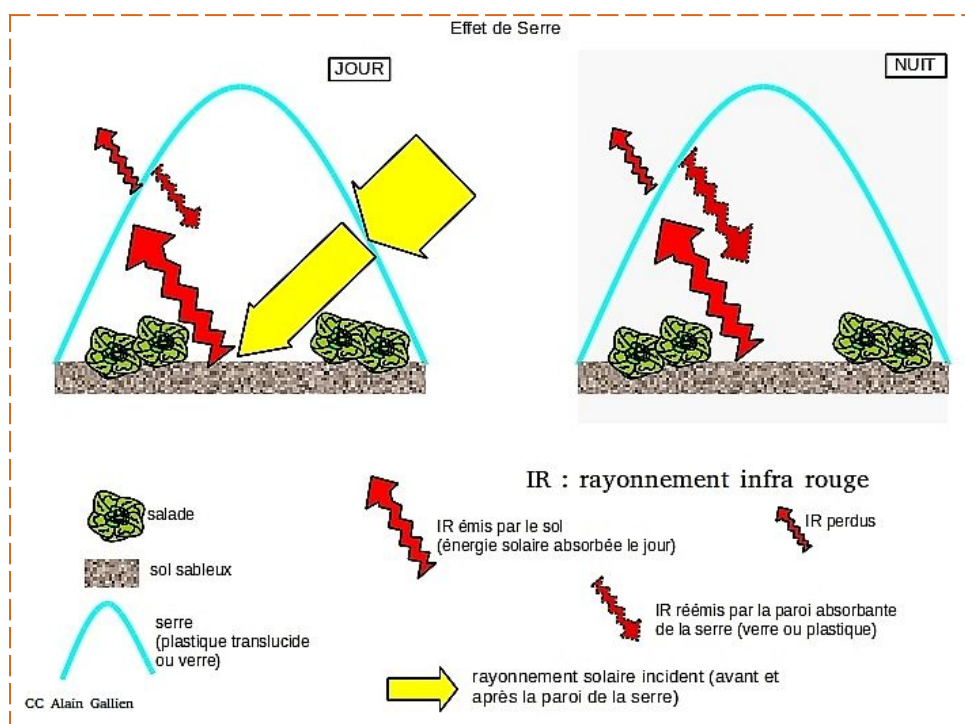 Effet de Serre
JOUR
NUIT
IR : rayonnement infra rouge
salade
sol sableux
serre
(plastique translucide
ou verre)
IR émis par le sol
(énergie solaire absorbée le jour)
IR perdus
IR réémis par la paroi absorbante
de la serre (verre ou plastique)
rayonnement solaire incident (avant et
après la paroi de la serre)
CC Alain Gallien